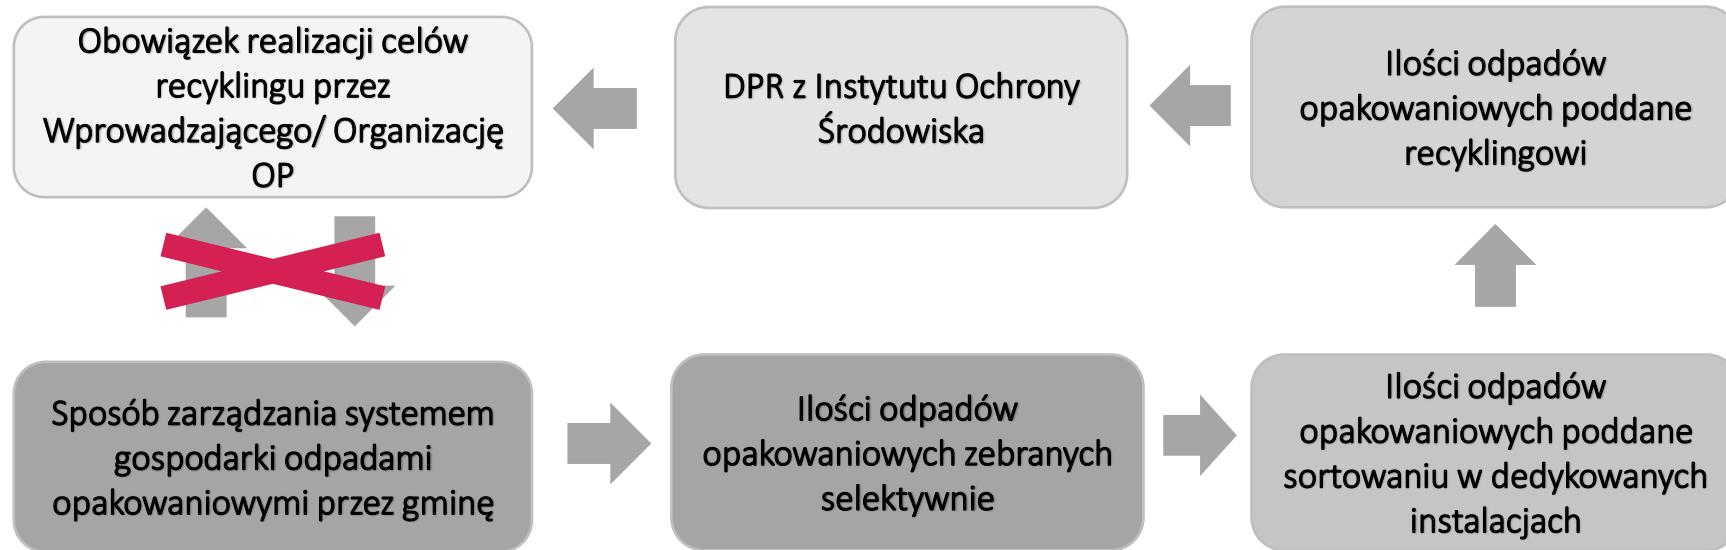 Obowiązek realizacji celów
recyklingu przez
Wprowadzającego/ Organizację
OP
DPR z Instytutu Ochrony
Środowiska
Ilości odpadów
opakowaniowych poddane
recyklingowi
Sposób zarządzania systemem
gospodarki odpadami
opakowaniowymi przez gminę
Ilości odpadów
opakowaniowych zebranych
selektywnie
Ilości odpadów
opakowaniowych poddane
sortowaniu w dedykowanych
instalacjach